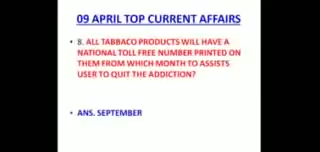 09 APRIL TOP CURRENT AFFAIRS
• 8. ALL TABBACO PRODUCTS WILL HAVE A
NATIONAL TOLL FREE NUMBER PRINTED ON
THEM FROM WHICH MONTH TO ASSISTS
USER TO QUIT THE ADDICTION?
• ANS. SEPTEMBER